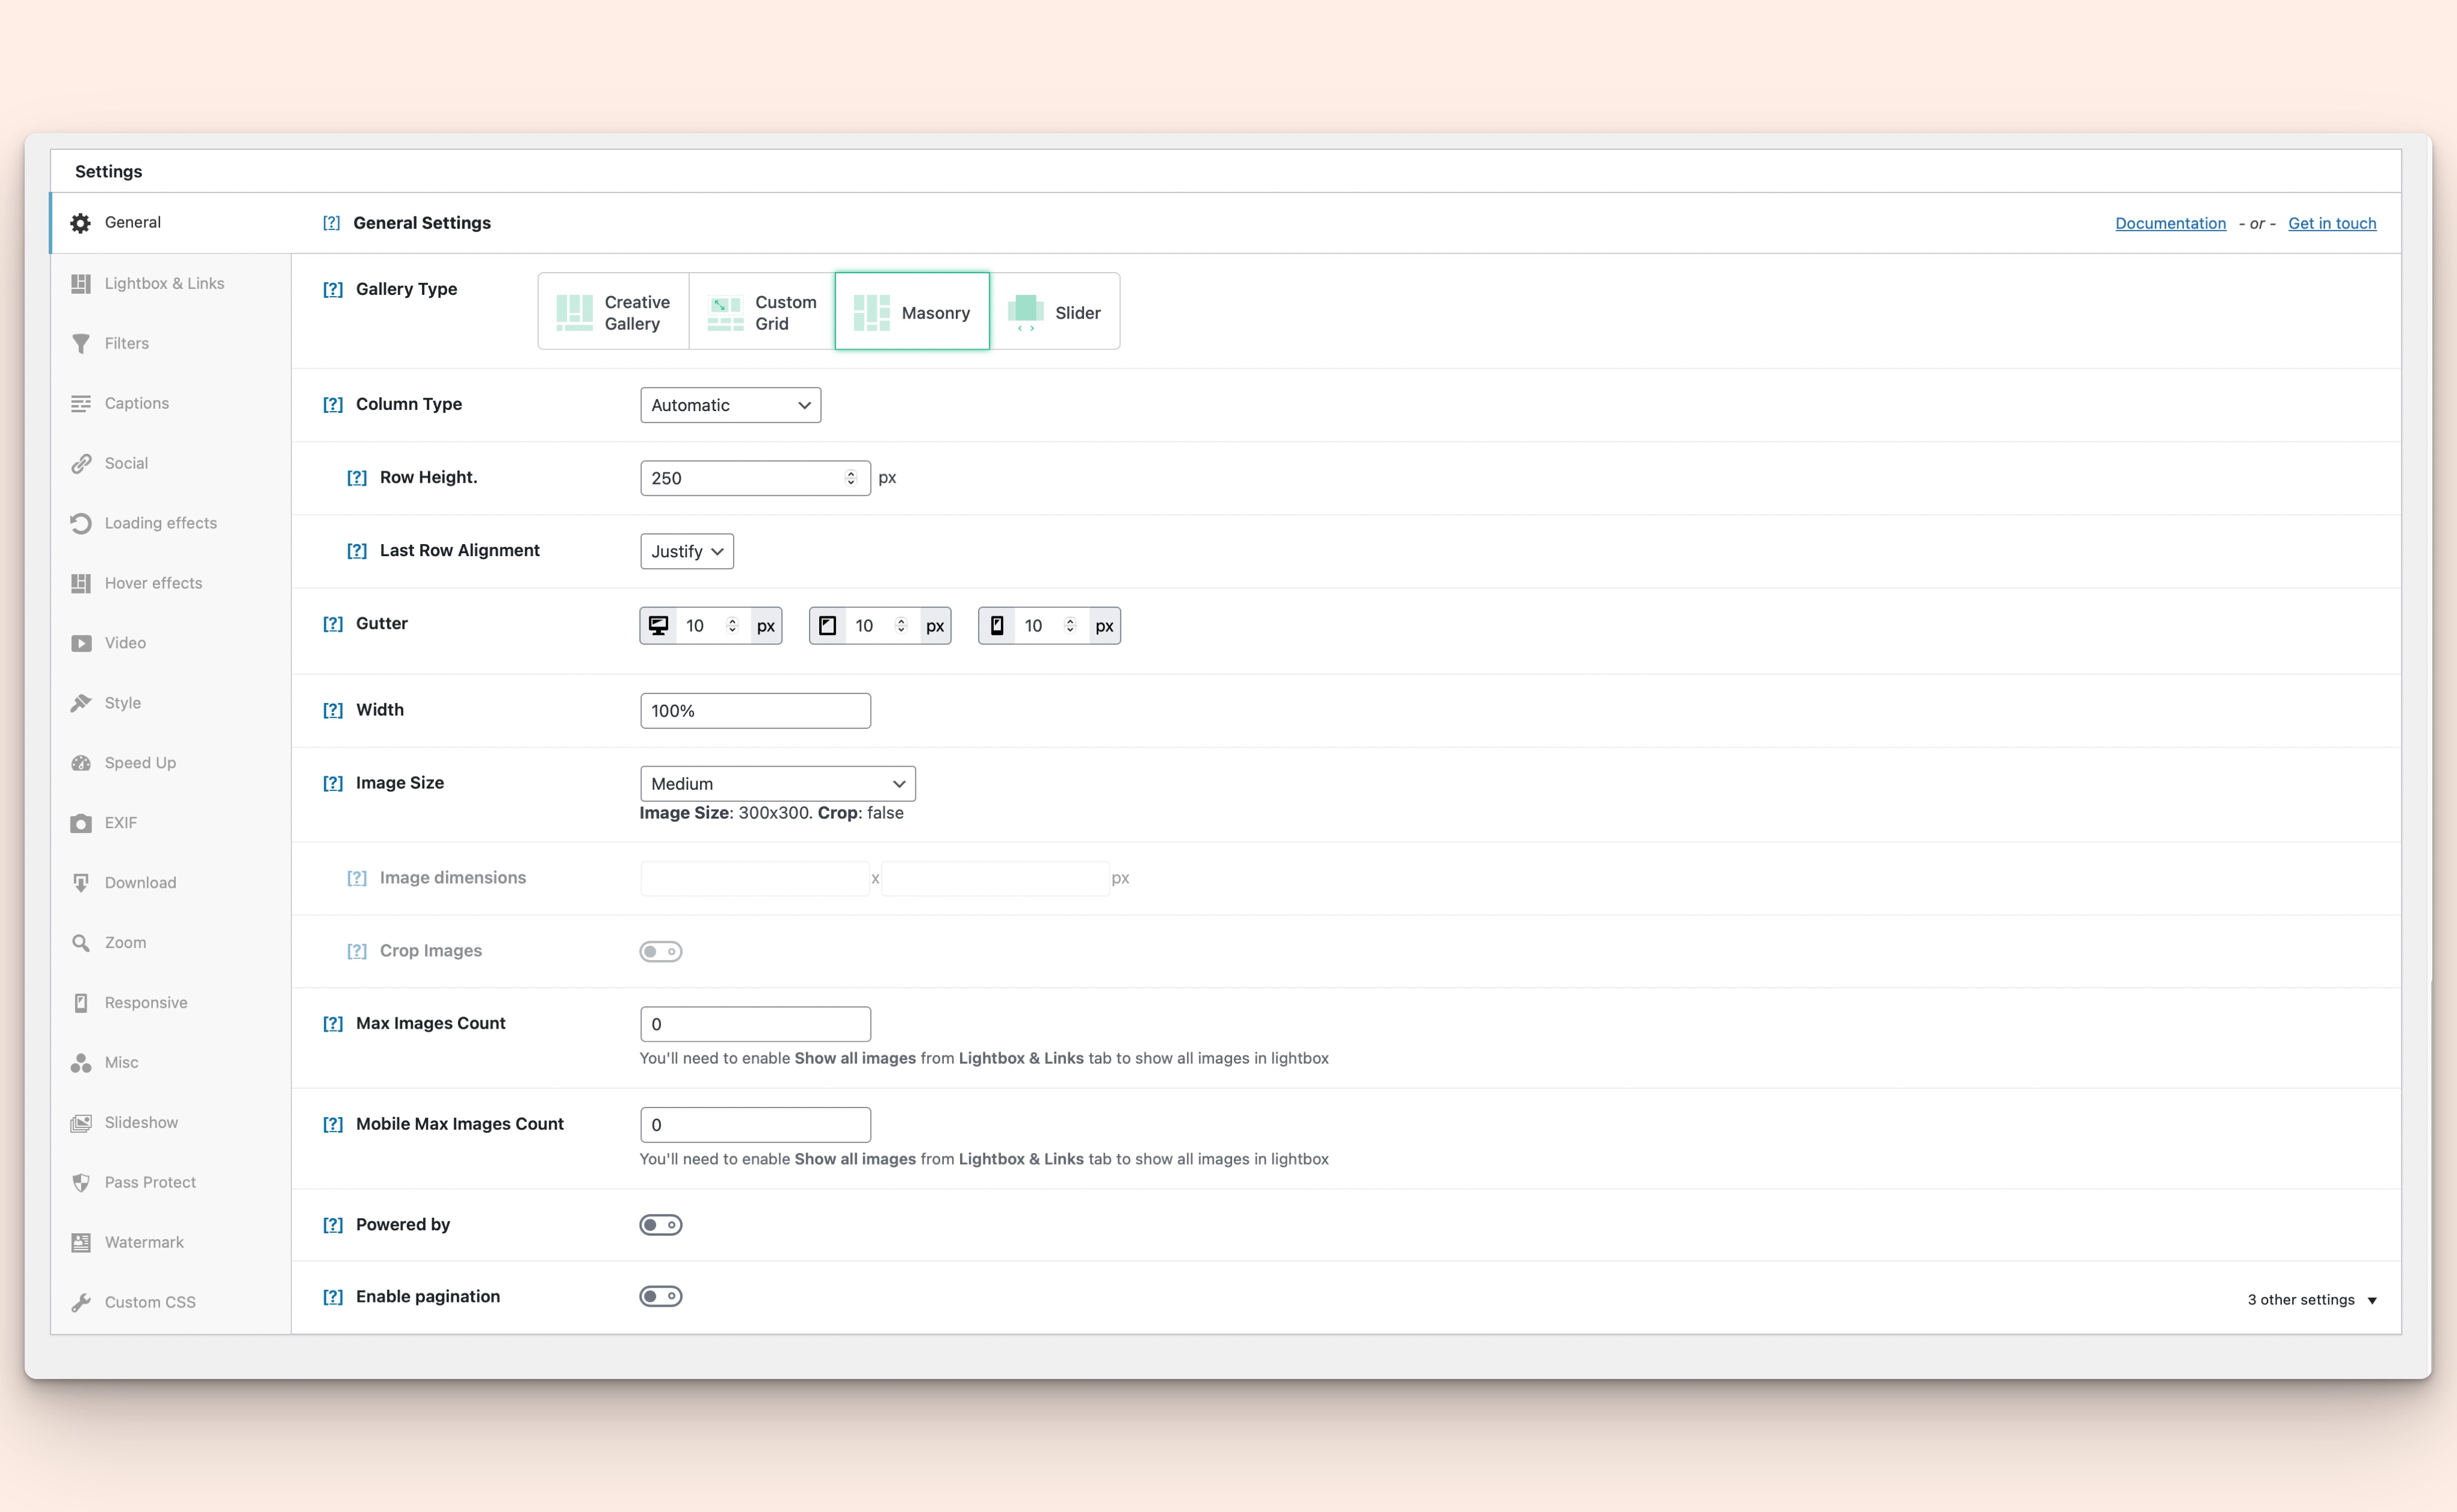 Settings
General
[?] General Settings
Documentation - or - Get in touch
Lightbox & Links
Filters
Captions
Social
Loading effects
Hover effects
Video
Style
Speed Up
EXIF
Download
Zoom
Responsive
Misc
Slideshow
Pass Protect
Watermark
Custom CSS
[?] Gallery Type
Creative
Gallery
Custom
Grid
Masonry
Slider
[?] Column Type
Automatic
[?] Row Height.
250 px
[?] Last Row Alignment
Justify
[?] Gutter
10 px
10 px
10 px
[?] Width
100%
[?] Image Size
Medium
Image Size: 300x300. Crop: false
[?] Image dimensions
x px
[?] Crop Images
[?] Max Images Count
0
You'll need to enable Show all images from Lightbox & Links tab to show all images in lightbox
[?] Mobile Max Images Count
0
You'll need to enable Show all images from Lightbox & Links tab to show all images in lightbox
[?] Powered by
[?] Enable pagination
3 other settings